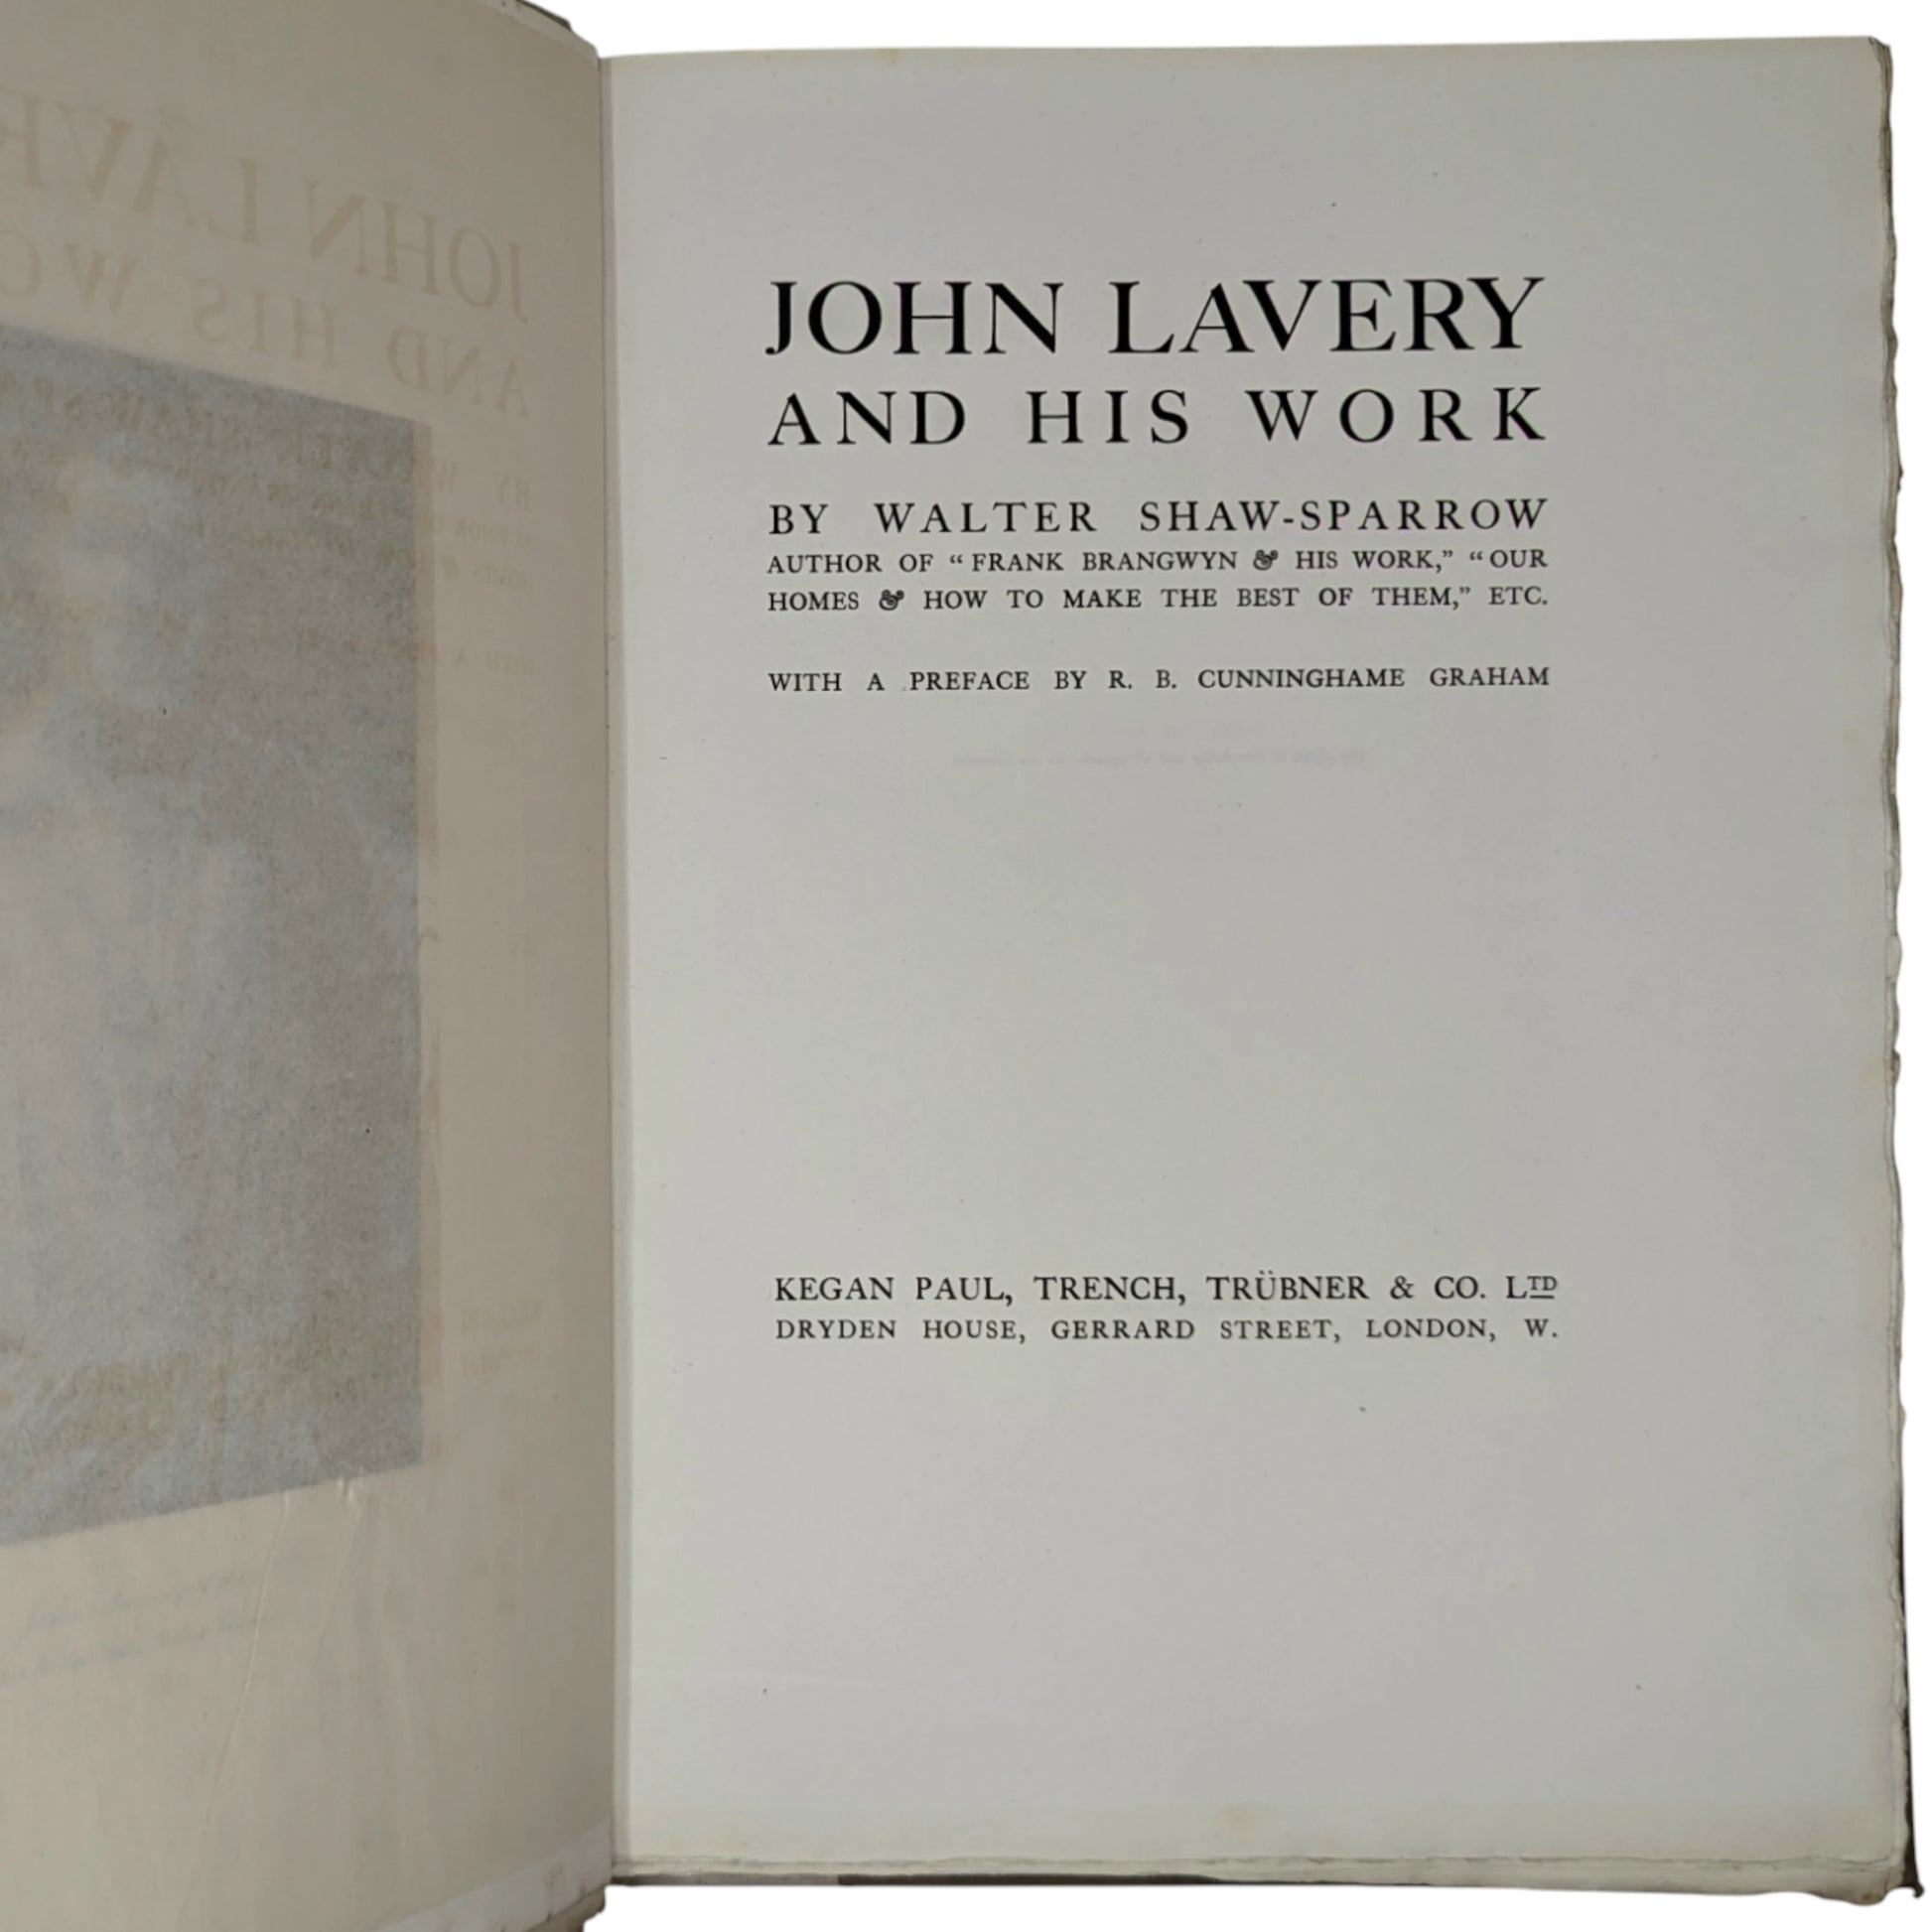 JOHN LAVERY
AND HIS WORK
BY WALTER SHAW-SPARROW
AUTHOR OF “FRANK BRANGWYN & HIS WORK,” “OUR
HOMES & HOW TO MAKE THE BEST OF THEM,” ETC.
WITH A PREFACE BY R. B. CUNNINGHAME GRAHAM
KEGAN PAUL, TRENCH, TRÜBNER & CO. LTD
DRYDEN HOUSE, GERRARD STREET, LONDON, W.